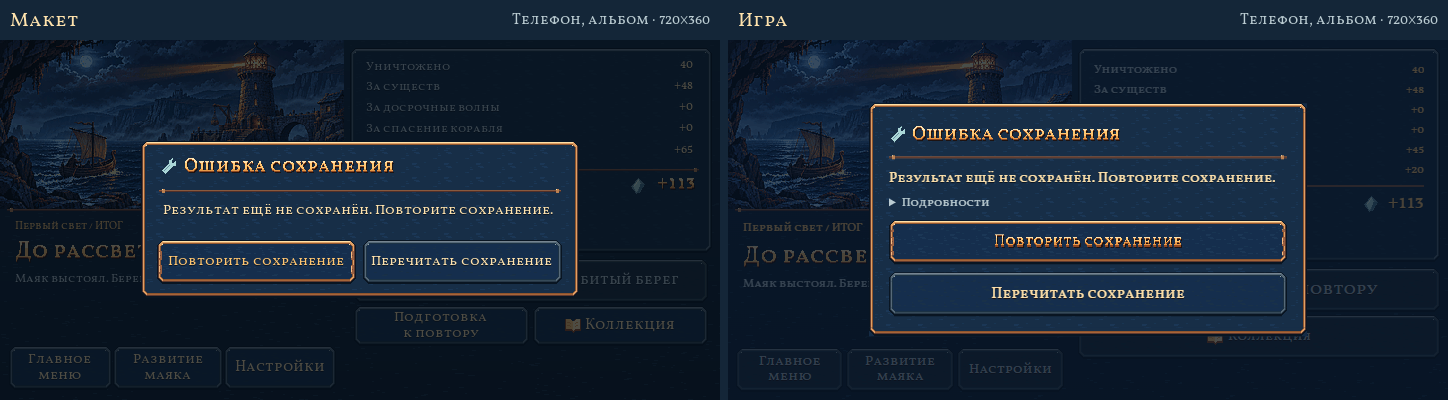 Макет
Телефон, альбом · 720×360
Уничтожено 40
За существ +48
За досрочные волны +0
За спасение корабля +0
+65
+113
Ошибка сохранения
Результат ещё не сохранён. Повторите сохранение.
Повторить сохранение
Перечитать сохранение
Первый свет / итог
До рассве
Маяк выстоял. Бере
битый берег
Подготовка
к повтору
Коллекция
Главное
меню
Развитие
маяка
Настройки
Игра
Телефон, альбом · 720×360
Уничтожено 40
За существ +48
+0
+0
+45
+20
+113
Ошибка сохранения
Результат ещё не сохранён. Повторите сохранение.
Подробности
Повторить сохранение
Перечитать сохранение
Первый свет / итог
До рассве
Маяк выстоял. Бере
повтору
Коллекция
Главное
меню
Развитие
маяка
Настройки